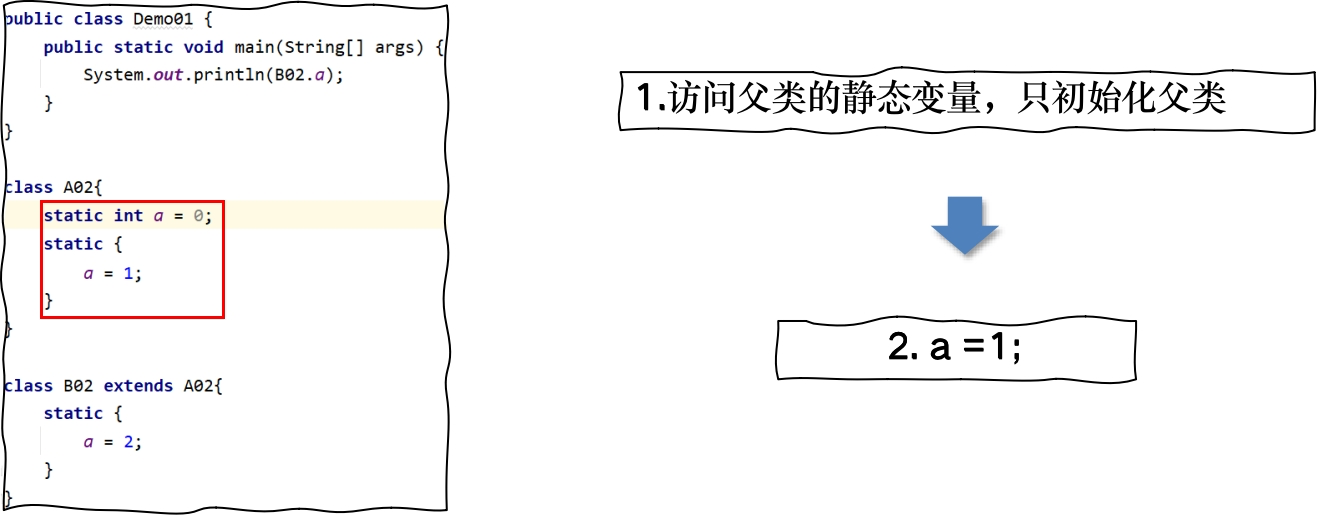 public class Demo01 {
    public static void main(String[] args) {
        System.out.println(B02.a);
    }
}
class A02{
    static int a = 0;
    static {
        a = 1;
    }
}
class B02 extends A02{
    static {
        a = 2;
    }
}
1.访问父类的静态变量，只初始化父类
2. a =1;